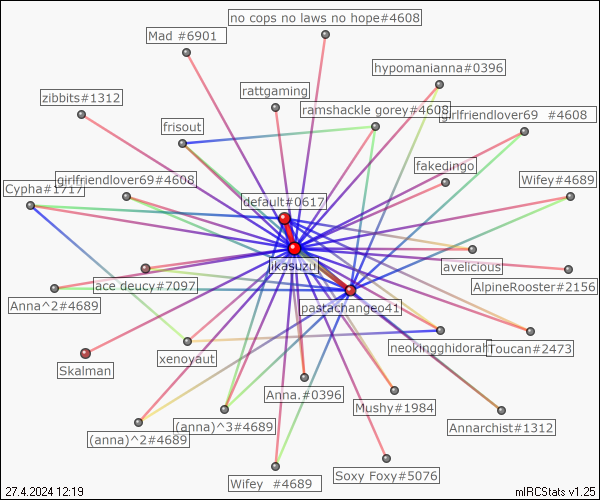 no cops no laws no hope#4608
Mad #6901
hypomanianna#0396
rattgaming
zibbits#1312
ramshackle gorey#4608
girlfriendlover69 #4608
frisout
fakedingo
girlfriendlover69#4608
Wifey#4689
Cypha#1717
default#0617
ikasuzu
avelicious
ace deucy#7097
AlpineRooster#2156
Anna^2#4689
pastachangeo41
neokingghidorah
Toucan#2473
xenoyaut
Skalman
Anna.#0396
Mushy#1984
(anna)^3#4689
Annarchist#1312
(anna)^2#4689
Soxy Foxy#5076
Wifey #4689
27.4.2024 12:19
mIRCStats v1.25